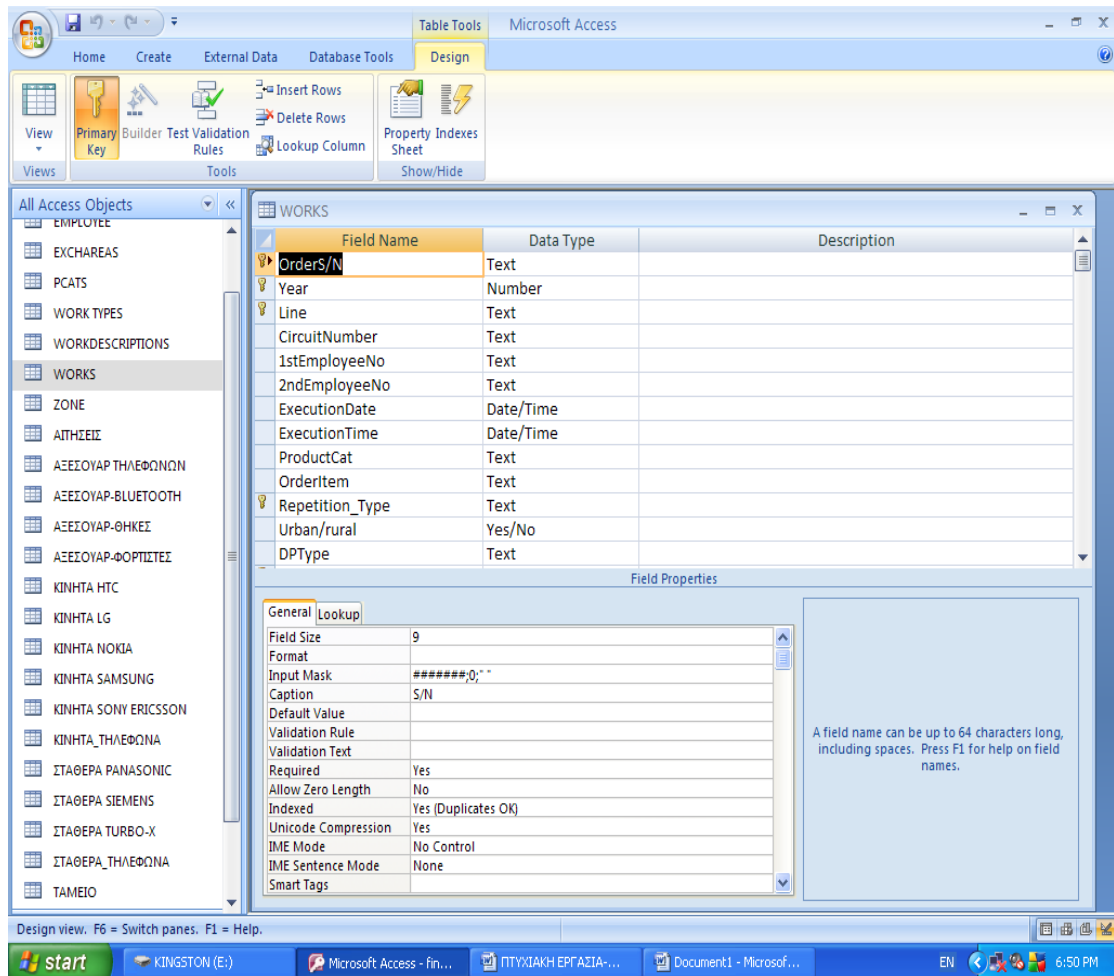 Table Tools Microsoft Access
Home Create External Data Database Tools Design
View
Primary Key
Builder
Test Validation Rules
Insert Rows
Delete Rows
Lookup Column
Property Sheet
Indexes
Views Tools Show/Hide
All Access Objects
EMPLOYEE
EXCHAREAS
PCATS
WORK TYPES
WORKDESCRIPTIONS
WORKS
ZONE
ΑΙΤΗΣΕΙΣ
ΑΞΕΣΟΥΑΡ ΤΗΛΕΦΩΝΩΝ
ΑΞΕΣΟΥΑΡ-BLUETOOTH
ΑΞΕΣΟΥΑΡ-ΘΗΚΕΣ
ΑΞΕΣΟΥΑΡ-ΦΟΡΤΙΣΤΕΣ
ΚΙΝΗΤΑ HTC
ΚΙΝΗΤΑ LG
ΚΙΝΗΤΑ NOKIA
ΚΙΝΗΤΑ SAMSUNG
ΚΙΝΗΤΑ SONY ERICSSON
ΚΙΝΗΤΑ_ΤΗΛΕΦΩΝΑ
ΣΤΑΘΕΡΑ PANASONIC
ΣΤΑΘΕΡΑ SIEMENS
ΣΤΑΘΕΡΑ TURBO-X
ΣΤΑΘΕΡΑ_ΤΗΛΕΦΩΝΑ
ΤΑΜΕΙΟ
WORKS
Field Name Data Type Description
OrderS/N Text
Year Number
Line Text
CircuitNumber Text
1stEmployeeNo Text
2ndEmployeeNo Text
ExecutionDate Date/Time
ExecutionTime Date/Time
ProductCat Text
OrderItem Text
Repetition_Type Text
Urban/rural Yes/No
DPType Text
Field Properties
General Lookup
Field Size 9
Format
Input Mask #######;0;" "
Caption S/N
Default Value
Validation Rule
Validation Text
Required Yes
Allow Zero Length No
Indexed Yes (Duplicates OK)
Unicode Compression Yes
IME Mode No Control
IME Sentence Mode None
Smart Tags
A field name can be up to 64 characters long,
including spaces. Press F1 for help on field
names.
Design view. F6 = Switch panes. F1 = Help.
start KINGSTON (E:) Microsoft Access - fin... ΠΤΥΧΙΑΚΗ ΕΡΓΑΣΙΑ-... Document1 - Microsof... EN 6:50 PM